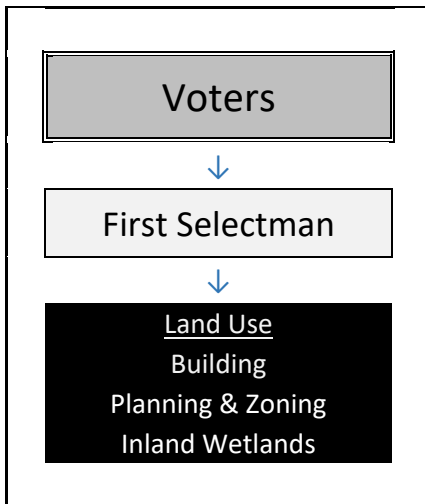 Voters
↓
First Selectman
↓
Land Use
Building
Planning & Zoning
Inland Wetlands